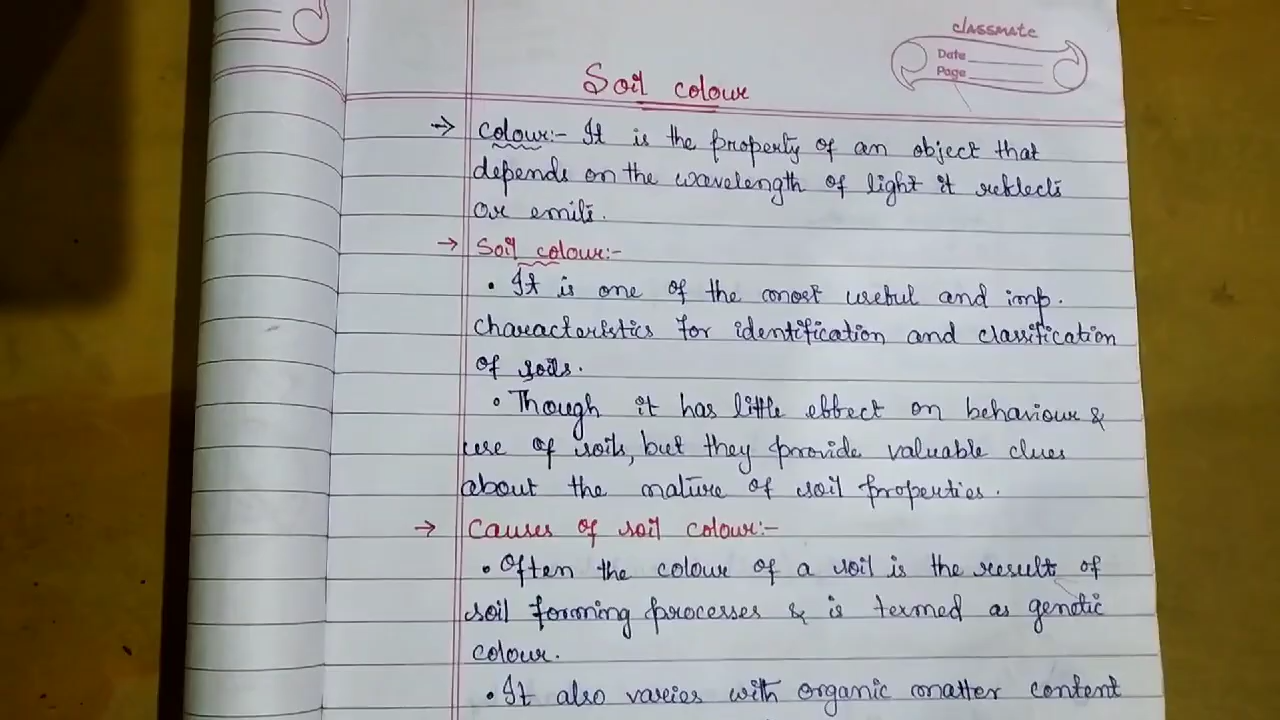 classmate
Date
Page
Soil colour
→ Colour:- It is the property of an object that
depends on the wavelength of light it reflects
or emits.
→ Soil colour:-
• It is one of the most useful and imp.
characteristics for identification and classification
of soils.
• Though it has little effect on behaviour &
use of soils, but they provide valuable clues
about the nature of soil properties.
→ Causes of soil colour:-
• Often the colour of a soil is the result of
soil forming processes & is termed as genetic
colour.
• It also varies with organic matter content